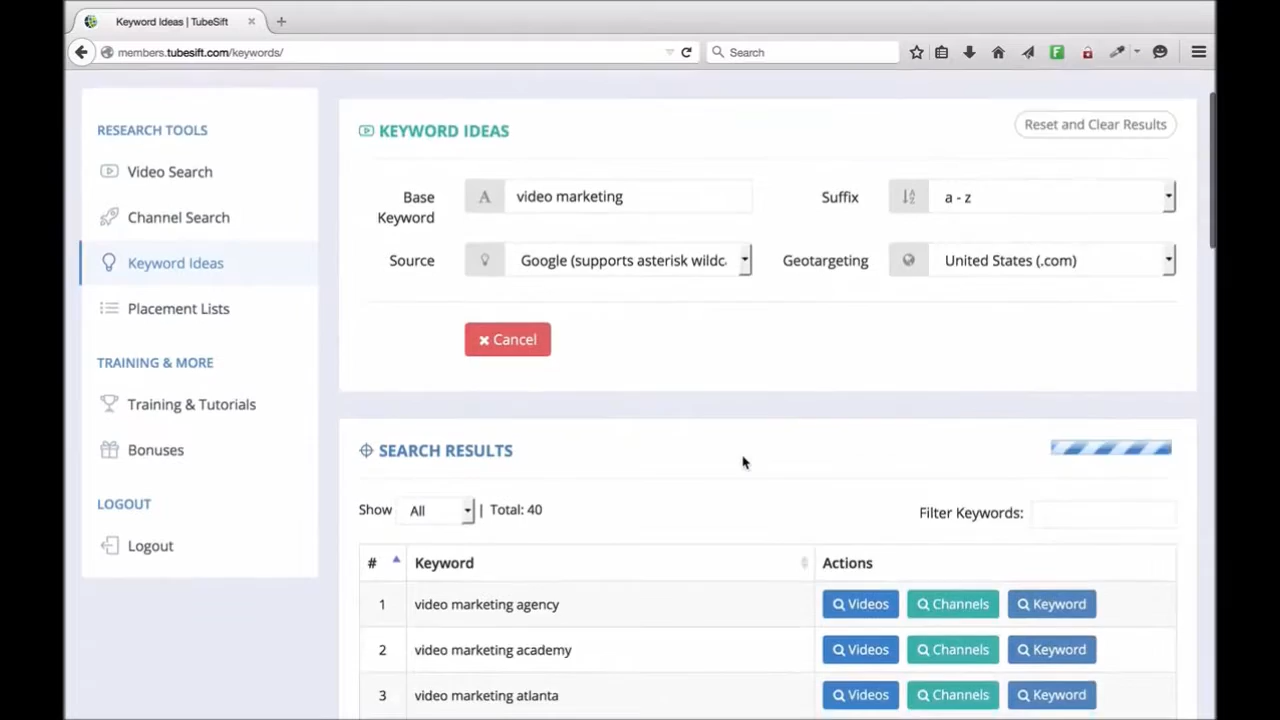 Keyword Ideas | TubeSift
members.tubesift.com/keywords/
Search
RESEARCH TOOLS
Video Search
Channel Search
Keyword Ideas
Placement Lists
TRAINING & MORE
Training & Tutorials
Bonuses
LOGOUT
Logout
KEYWORD IDEAS
Reset and Clear Results
Base Keyword
video marketing
Suffix
a - z
Source
Google (supports asterisk wildc
Geotargeting
United States (.com)
Cancel
SEARCH RESULTS
Show All | Total: 40
Filter Keywords:
# Keyword Actions
1 video marketing agency Videos Channels Keyword
2 video marketing academy Videos Channels Keyword
3 video marketing atlanta Videos Channels Keyword